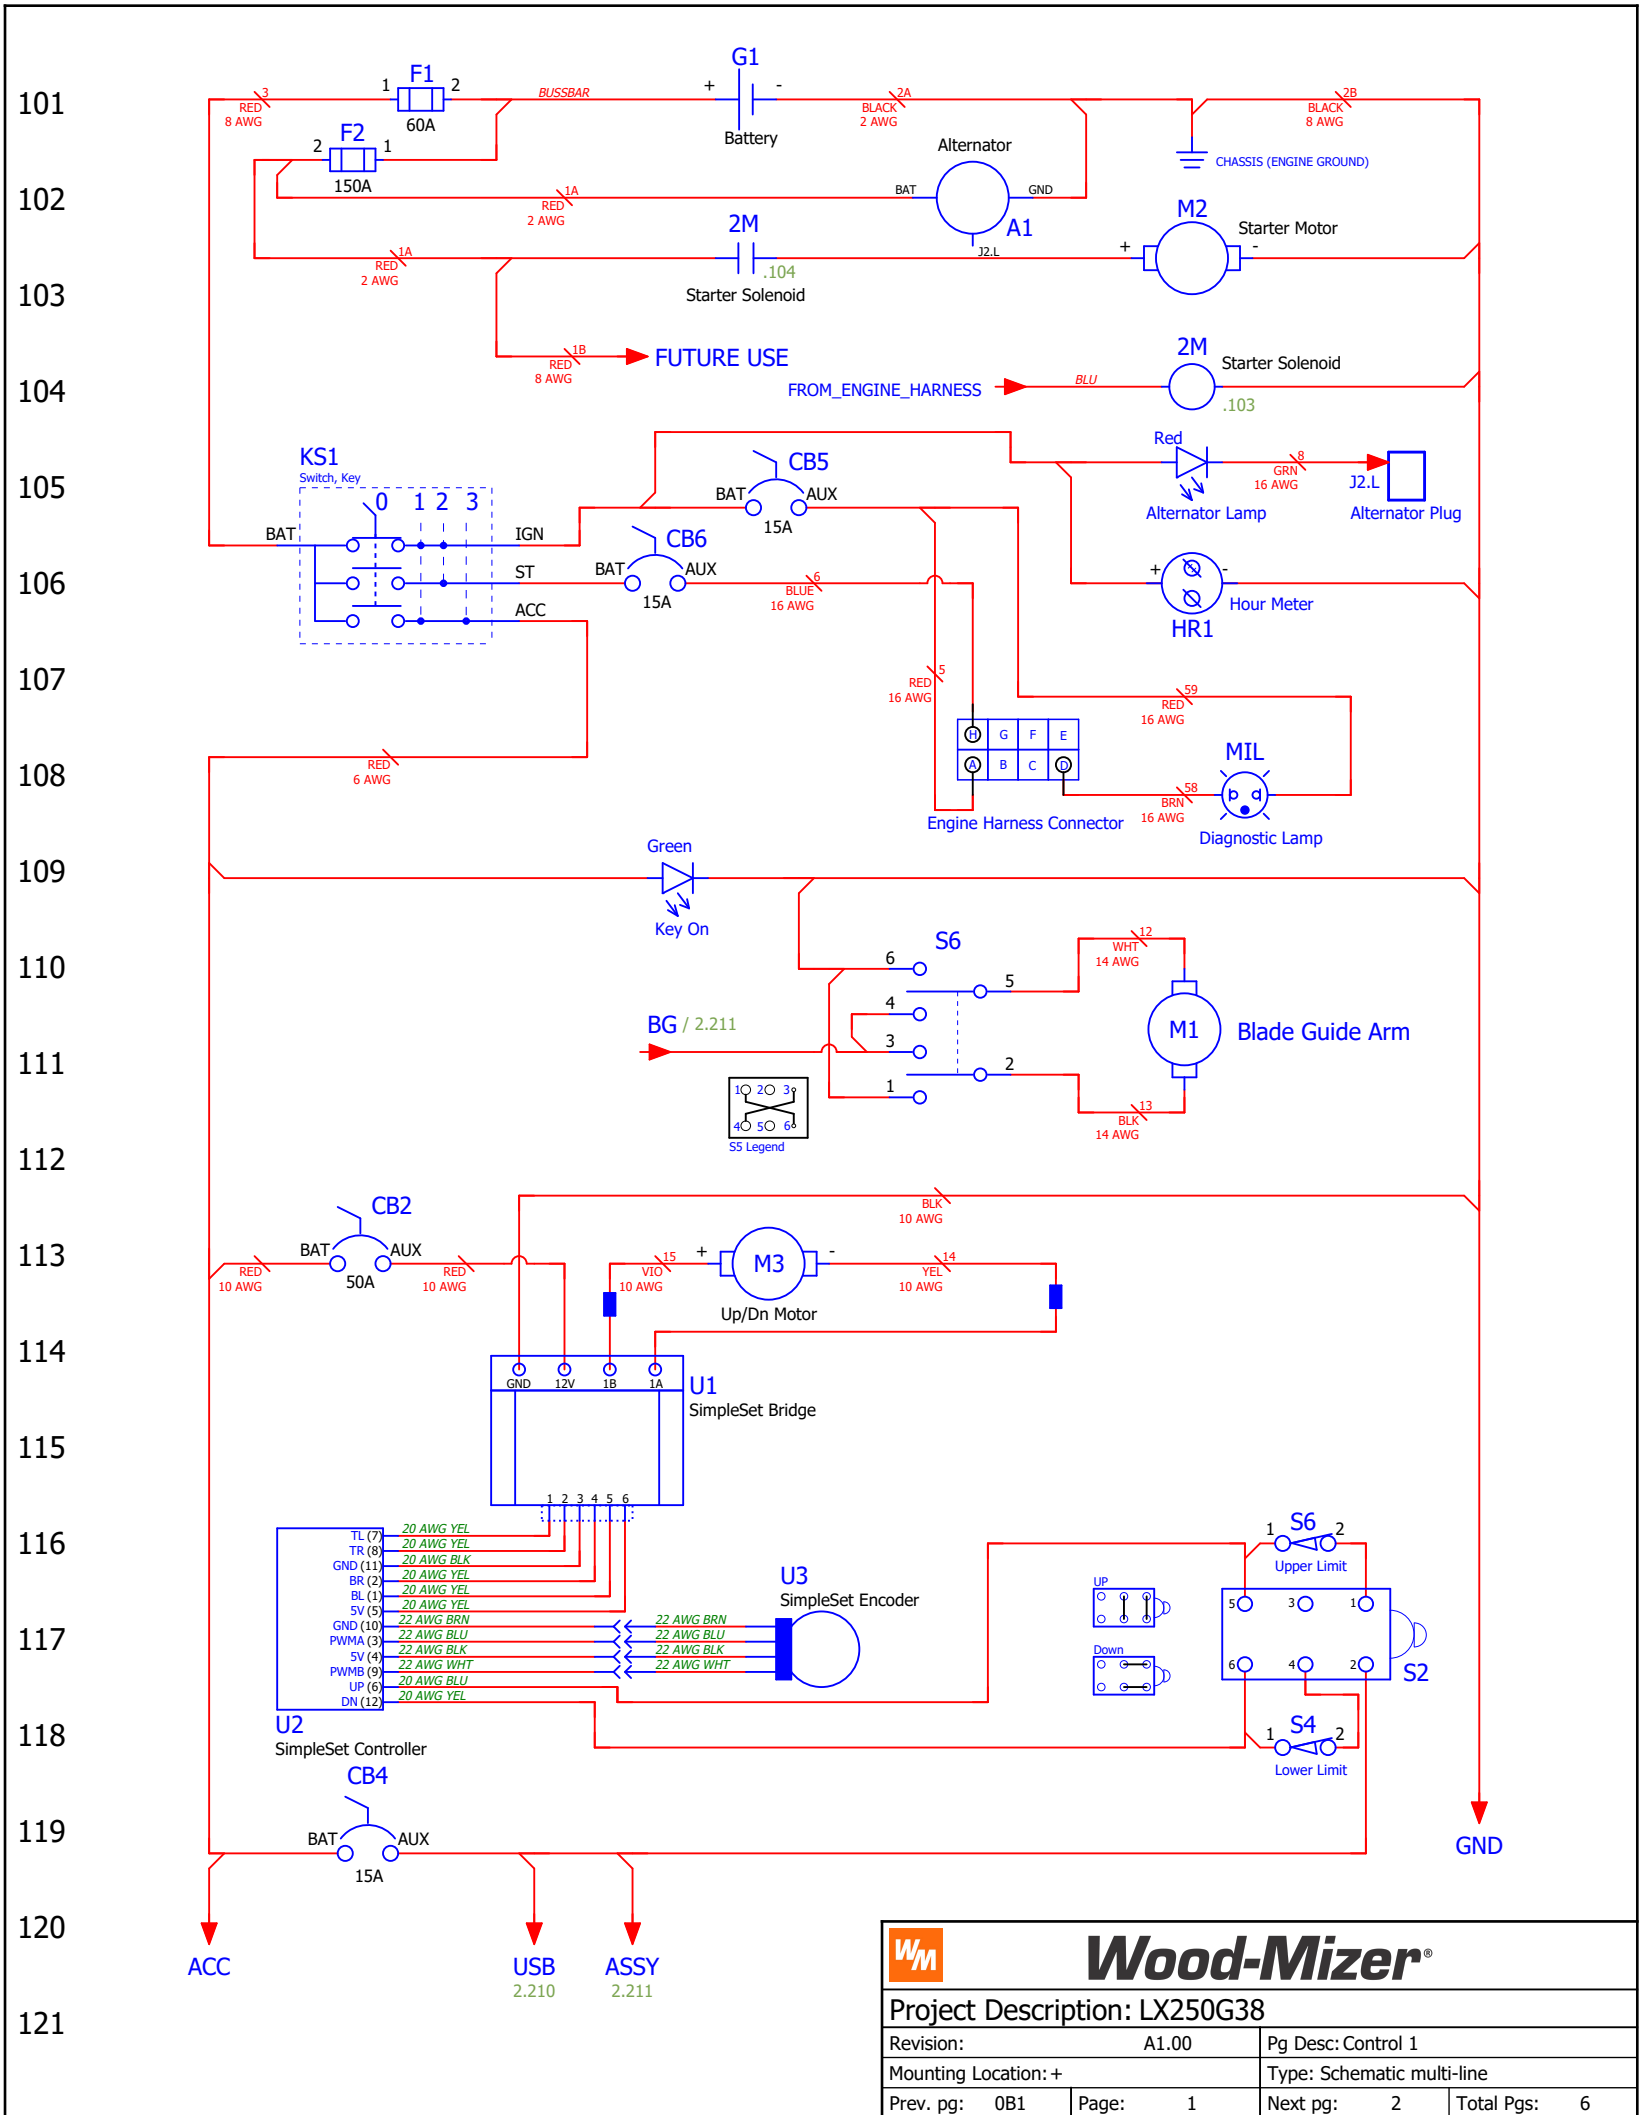 101
F1
1
2
3
RED
8 AWG
60A
BUSSBAR
G1
+
-
Battery
2A
BLACK
2 AWG
2B
BLACK
8 AWG
CHASSIS (ENGINE GROUND)
F2
2
1
150A
102
1A
RED
2 AWG
Alternator
BAT
GND
A1
J2.L
M2
Starter Motor
+
-
1A
RED
2 AWG
2M
.104
Starter Solenoid
103
1B
RED
8 AWG
FUTURE USE
104
FROM_ENGINE_HARNESS
BLU
2M
Starter Solenoid
.103
105
KS1
Switch, Key
0 1 2 3
BAT
IGN
ST
ACC
CB5
BAT
AUX
15A
Red
Alternator Lamp
8
GRN
16 AWG
J2.L
Alternator Plug
106
CB6
BAT
AUX
15A
6
BLUE
16 AWG
+
-
Hour Meter
HR1
107
5
RED
16 AWG
59
RED
16 AWG
H G F E
A B C D
Engine Harness Connector
108
RED
6 AWG
58
BRN
16 AWG
MIL
Diagnostic Lamp
109
Green
Key On
110
S6
6
5
4
3
2
1
12
WHT
14 AWG
M1
Blade Guide Arm
BG / 2.211
111
13
BLK
14 AWG
1 2 3
4 5 6
S5 Legend
112
BLK
10 AWG
113
RED
10 AWG
CB2
BAT
AUX
50A
RED
10 AWG
15
VIO
10 AWG
+
M3
-
Up/Dn Motor
14
YEL
10 AWG
114
GND 12V 1B 1A
U1
SimpleSet Bridge
115
1 2 3 4 5 6
116
TL (7) 20 AWG YEL
TR (8) 20 AWG YEL
GND (11) 20 AWG BLK
BR (2) 20 AWG YEL
BL (1) 20 AWG YEL
5V (5) 20 AWG YEL
GND (10) 22 AWG BRN 22 AWG BRN
PWMA (3) 22 AWG BLU 22 AWG BLU
5V (4) 22 AWG BLK 22 AWG BLK
PWMB (9) 22 AWG WHT 22 AWG WHT
UP (6) 20 AWG BLU
DN (12) 20 AWG YEL
U2
SimpleSet Controller
U3
SimpleSet Encoder
117
UP
Down
1
S6
2
Upper Limit
5 3 1
6 4 2
S2
118
1
S4
2
Lower Limit
119
CB4
BAT
AUX
15A
GND
120
ACC
USB
2.210
ASSY
2.211
121
WM
Wood-Mizer®
Project Description: LX250G38
Revision: A1.00
Pg Desc: Control 1
Mounting Location: +
Type: Schematic multi-line
Prev. pg: 0B1
Page: 1
Next pg: 2
Total Pgs: 6